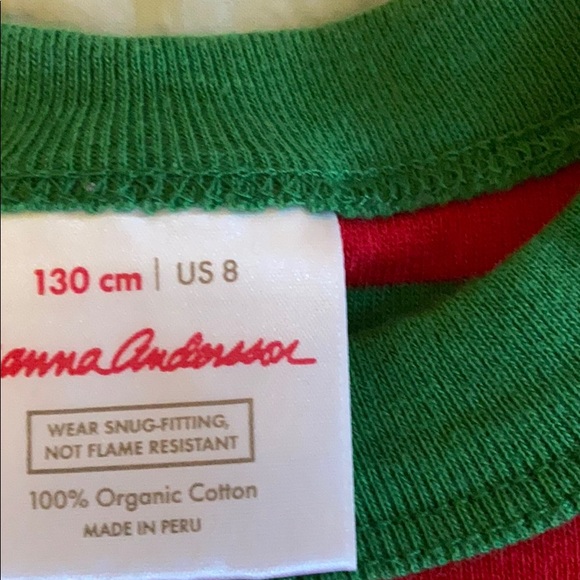 130 cm | US 8
anna Andersson
WEAR SNUG-FITTING,
NOT FLAME RESISTANT
100% Organic Cotton
MADE IN PERU